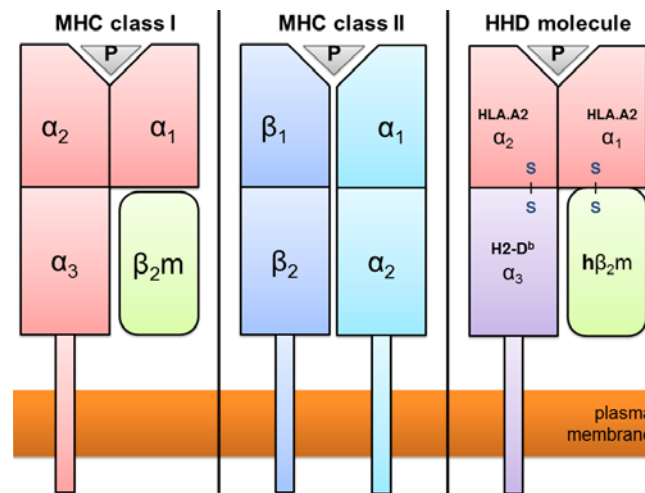 MHC class I
P
α₂
α₁
α₃
β₂m
MHC class II
P
β₁
α₁
β₂
α₂
HHD molecule
P
HLA.A2
α₂
HLA.A2
α₁
S
S
S
S
H2-Dᵇ
α₃
hβ₂m
plasma
membrane